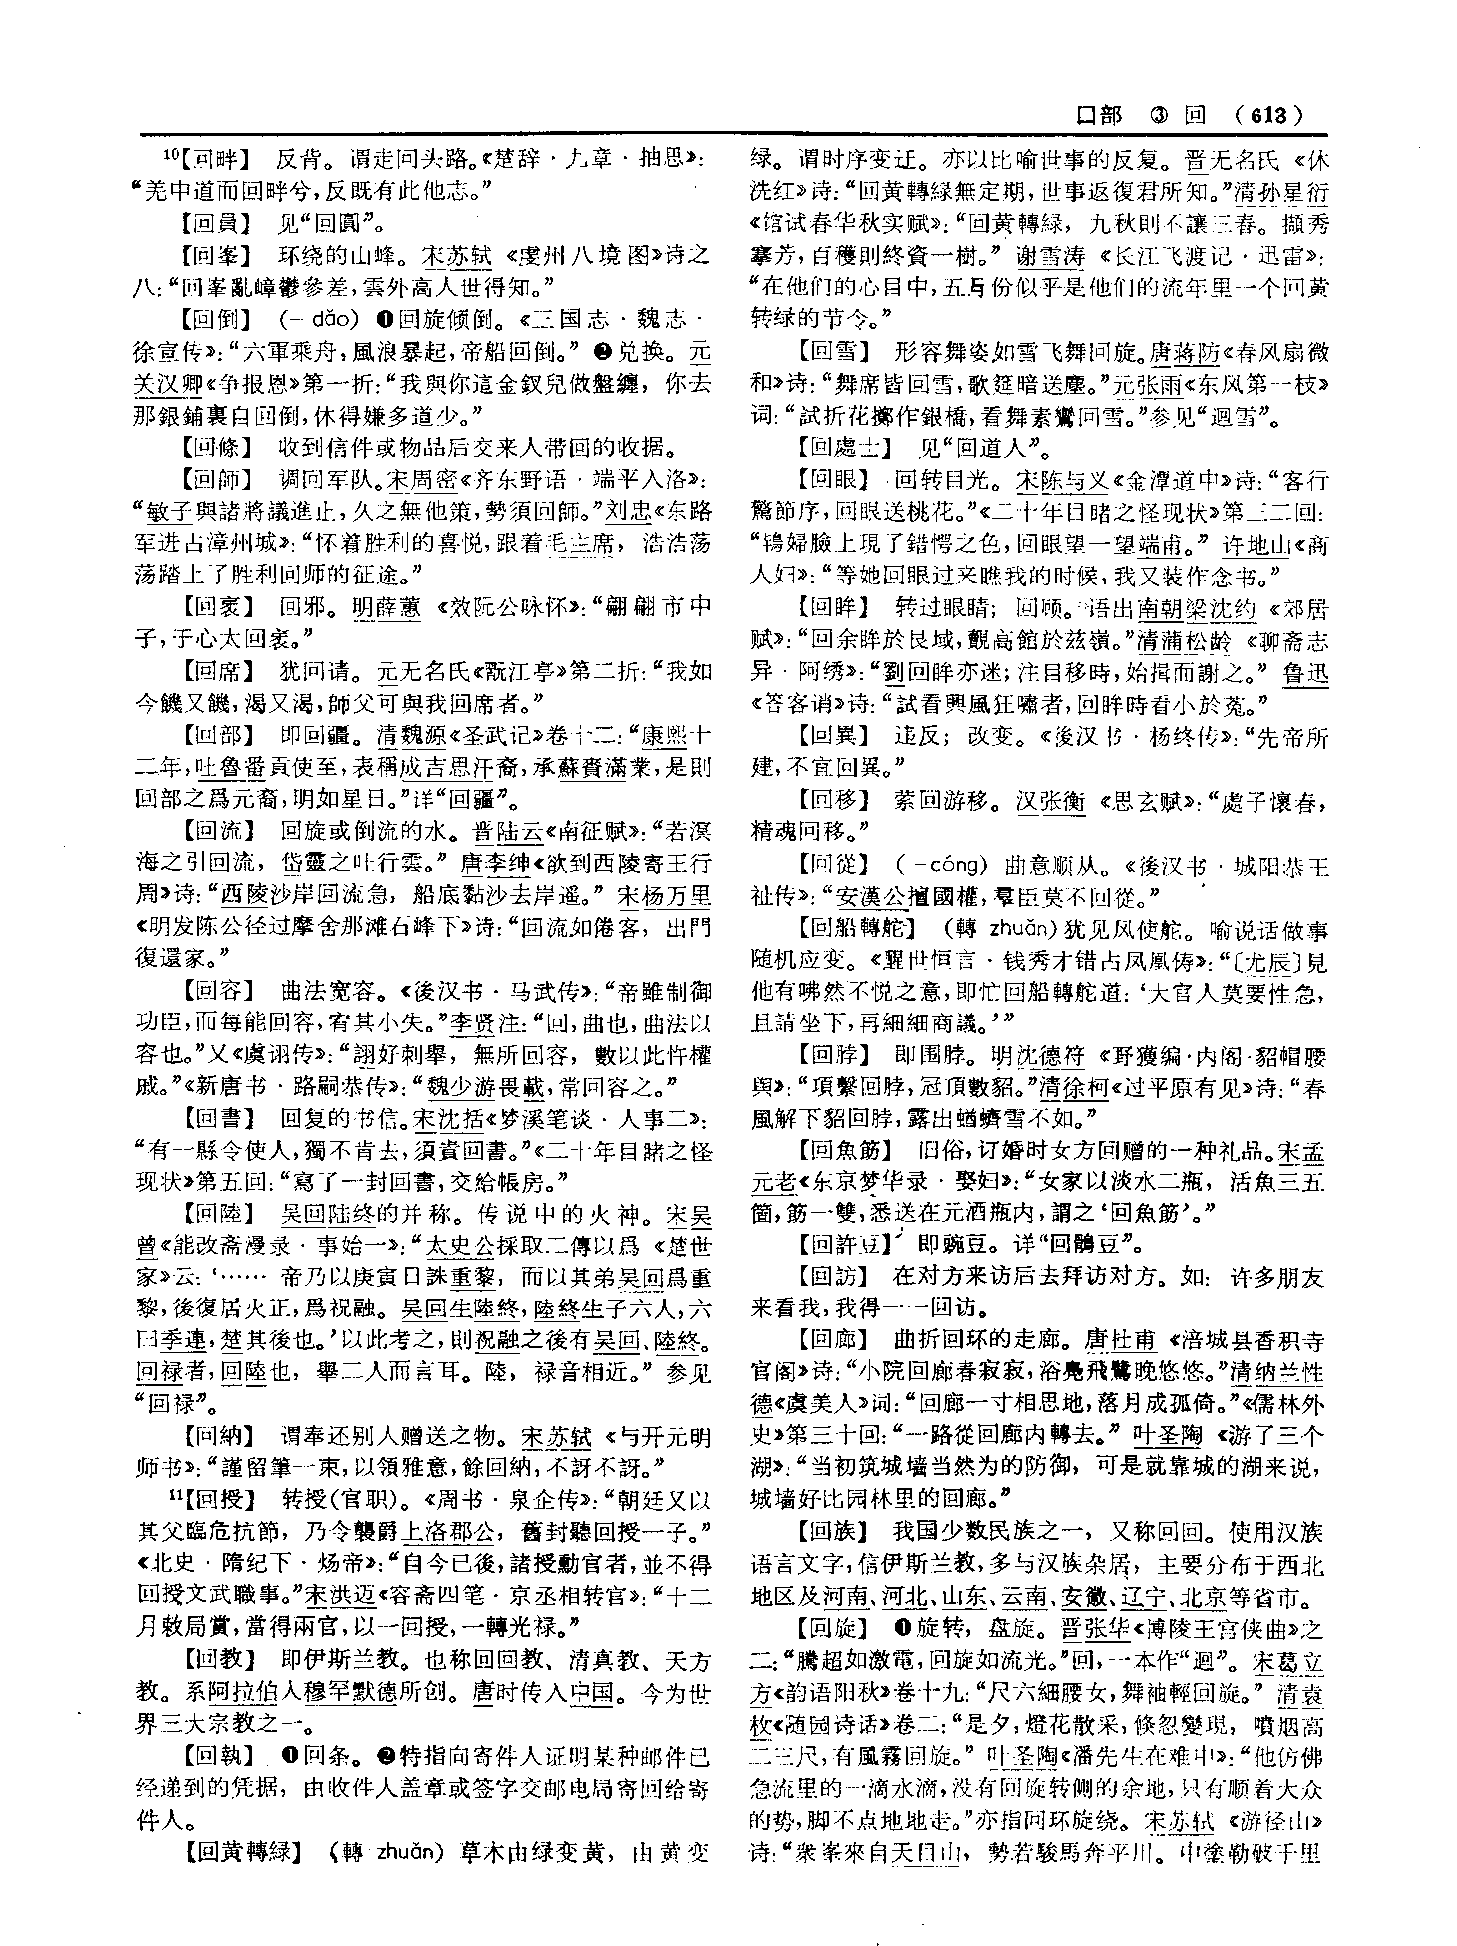 口部 ③ 回 (613)
10【回畔】 反背。谓走回头路。《楚辞·九章·抽思》：
“羌中道而回畔兮，反既有此他志。”
【回員】 见“回圓”。
【回峯】 环绕的山峰。宋苏轼《虔州八境图》诗之
八：“回峯亂嶂鬱參差，雲外高人世得知。”
【回倒】 (－dǎo) ❶回旋倾倒。《三国志·魏志·
徐宣传》：“六軍乘舟，風浪暴起，帝船回倒。” ❷兑换。元
关汉卿《争报恩》第一折：“我與你這金釵兒做盤纏，你去
那銀鋪裏自回倒，休得嫌多道少。”
【回條】 收到信件或物品后交来人带回的收据。
【回師】 调回军队。宋周密《齐东野语·端平入洛》：
“敏子與諸將議進止，久之無他策，勢須回師。”刘忠《东路
军进占漳州城》：“怀着胜利的喜悦，跟着毛主席，浩浩荡
荡踏上了胜利回师的征途。”
【回衺】 回邪。明薛蕙《效阮公咏怀》：“翩翩市中
子，于心太回衺。”
【回席】 犹回请。元无名氏《翫江亭》第二折：“我如
今饑又饑，渴又渴，師父可與我回席者。”
【回部】 即回疆。清魏源《圣武记》卷十二：“康熙十
二年，吐魯番貢使至，表稱成吉思汗裔，承蘇賚滿業，是則
回部之爲元裔，明如星日。”详“回疆”。
【回流】 回旋或倒流的水。晋陆云《南征赋》：“若溟
海之引回流，岱靈之吐行雲。”唐李绅《欲到西陵寄王行
周》诗：“西陵沙岸回流急，船底黏沙去岸遥。”宋杨万里
《明发陈公径过摩舍那滩石峰下》诗：“回流如倦客，出門
復還家。”
【回容】 曲法宽容。《後汉书·马武传》：“帝雖制御
功臣，而每能回容，宥其小失。”李贤注：“回，曲也，曲法以
容也。”又《虞诩传》：“詡好刺舉，無所回容，數以此忤權
戚。”《新唐书·路嗣恭传》：“魏少游畏載，常回容之。”
【回書】 回复的书信。宋沈括《梦溪笔谈·人事二》：
“有一縣令使人，獨不肯去，須責回書。”《二十年目睹之怪
现状》第五回：“寫了一封回書，交給帳房。”
【回陸】 吴回陆终的并称。传说中的火神。宋吴
曾《能改斋漫录·事始一》：“太史公採取二傳以爲《楚世
家》云：‘…… 帝乃以庚寅日誅重黎，而以其弟吴回爲重
黎，後復居火正，爲祝融。吴回生陸終，陸終生子六人，六
曰季連，楚其後也。’以此考之，則祝融之後有吴回、陸終。
回禄者，回陸也，舉二人而言耳。陸，禄音相近。”参见
“回禄”。
【回納】 谓奉还别人赠送之物。宋苏轼《与开元明
师书》：“謹留筆一束，以領雅意，餘回納，不訝不訝。”
11【回授】 转授(官职)。《周书·泉企传》：“朝廷又以
其父臨危抗節，乃令襲爵上洛郡公，舊封聽回授一子。”
《北史·隋纪下·炀帝》：“自今已後，諸授勳官者，並不得
回授文武職事。”宋洪迈《容斋四笔·京丞相转官》：“十二
月敕局賞，當得兩官，以一回授，一轉光禄。”
【回教】 即伊斯兰教。也称回回教、清真教、天方
教。系阿拉伯人穆罕默德所创。唐时传入中国。今为世
界三大宗教之一。
【回執】 ❶回条。❷特指向寄件人证明某种邮件已
经递到的凭据，由收件人盖章或签字交邮电局寄回给寄
件人。
【回黄轉緑】 (轉 zhuǎn) 草木由绿变黄，由黄变
绿。谓时序变迁。亦以比喻世事的反复。晋无名氏《休
洗红》诗：“回黄轉緑無定期，世事返復君所知。”清孙星衍
《馆试春华秋实赋》：“回黄轉緑，九秋則不讓三春。擷秀
搴芳，百穫則終資一樹。”谢雪涛《长江飞渡记·迅雷》：
“在他们的心目中，五月份似乎是他们的流年里一个回黄
转绿的节令。”
【回雪】 形容舞姿如雪飞舞回旋。唐蒋防《春风扇微
和》诗：“舞席皆回雪，歌筵暗送塵。”元张雨《东风第一枝》
词：“試折花擲作銀橋，看舞素鸞回雪。”参见“迴雪”。
【回處士】 见“回道人”。
【回眼】 回转目光。宋陈与义《金潭道中》诗：“客行
驚節序，回眼送桃花。”《二十年目睹之怪现状》第三二回：
“鴇婦臉上現了錯愕之色，回眼望一望端甫。”许地山《商
人妇》：“等她回眼过来瞧我的时候，我又装作念书。”
【回眸】 转过眼睛；回顾。语出南朝梁沈约《郊居
赋》：“回余眸於艮域，覿高館於兹嶺。”清蒲松龄《聊斋志
异·阿绣》：“劉回眸亦迷；注目移時，始揖而謝之。”鲁迅
《答客诮》诗：“試看興風狂嘯者，回眸時看小於菟。”
【回異】 违反；改变。《後汉书·杨终传》：“先帝所
建，不宜回異。”
【回移】 萦回游移。汉张衡《思玄赋》：“處子懷春，
精魂回移。”
【回從】 (－cóng) 曲意顺从。《後汉书·城阳恭王
祉传》：“安漢公擅國權，羣臣莫不回從。”
【回船轉舵】 (轉 zhuǎn) 犹见风使舵。喻说话做事
随机应变。《醒世恒言·钱秀才错占凤凰俦》：“〔尤辰〕見
他有咈然不悦之意，即忙回船轉舵道：‘大官人莫要性急，
且請坐下，再細細商議。’”
【回脖】 即围脖。明沈德符《野獲编·内阁·貂帽腰
舆》：“項繫回脖，冠頂數貂。”清徐柯《过平原有见》诗：“春
風解下貂回脖，露出蝤蠐雪不如。”
【回魚筯】 旧俗，订婚时女方回赠的一种礼品。宋孟
元老《东京梦华录·娶妇》：“女家以淡水二瓶，活魚三五
箇，筯一雙，悉送在元酒瓶内，謂之‘回魚筯’。”
【回許豆】 即豌豆。详“回鶻豆”。
【回訪】 在对方来访后去拜访对方。如：许多朋友
来看我，我得一一回访。
【回廊】 曲折回环的走廊。唐杜甫《涪城县香积寺
官阁》诗：“小院回廊春寂寂，浴鳧飛鷺晚悠悠。”清纳兰性
德《虞美人》词：“回廊一寸相思地，落月成孤倚。”《儒林外
史》第三十回：“一路從回廊内轉去。”叶圣陶《游了三个
湖》：“当初筑城墙当然为的防御，可是就靠城的湖来说，
城墙好比园林里的回廊。”
【回族】 我国少数民族之一，又称回回。使用汉族
语言文字，信伊斯兰教，多与汉族杂居，主要分布于西北
地区及河南、河北、山东、云南、安徽、辽宁、北京等省市。
【回旋】 ❶旋转，盘旋。晋张华《博陵王宫侠曲》之
二：“騰超如激電，回旋如流光。”回，一本作“迴”。宋葛立
方《韵语阳秋》卷十九：“尺六細腰女，舞袖輕回旋。”清袁
枚《随园诗话》卷二：“是夕，燈花散采，倏忽變現，噴烟高
二三尺，有風霧回旋。”叶圣陶《潘先生在难中》：“他仿佛
急流里的一滴水滴，没有回旋转侧的余地，只有顺着大众
的势，脚不点地地走。”亦指回环旋绕。宋苏轼《游径山》
诗：“衆峯來自天目山，勢若駿馬奔平川。中塗勒破千里